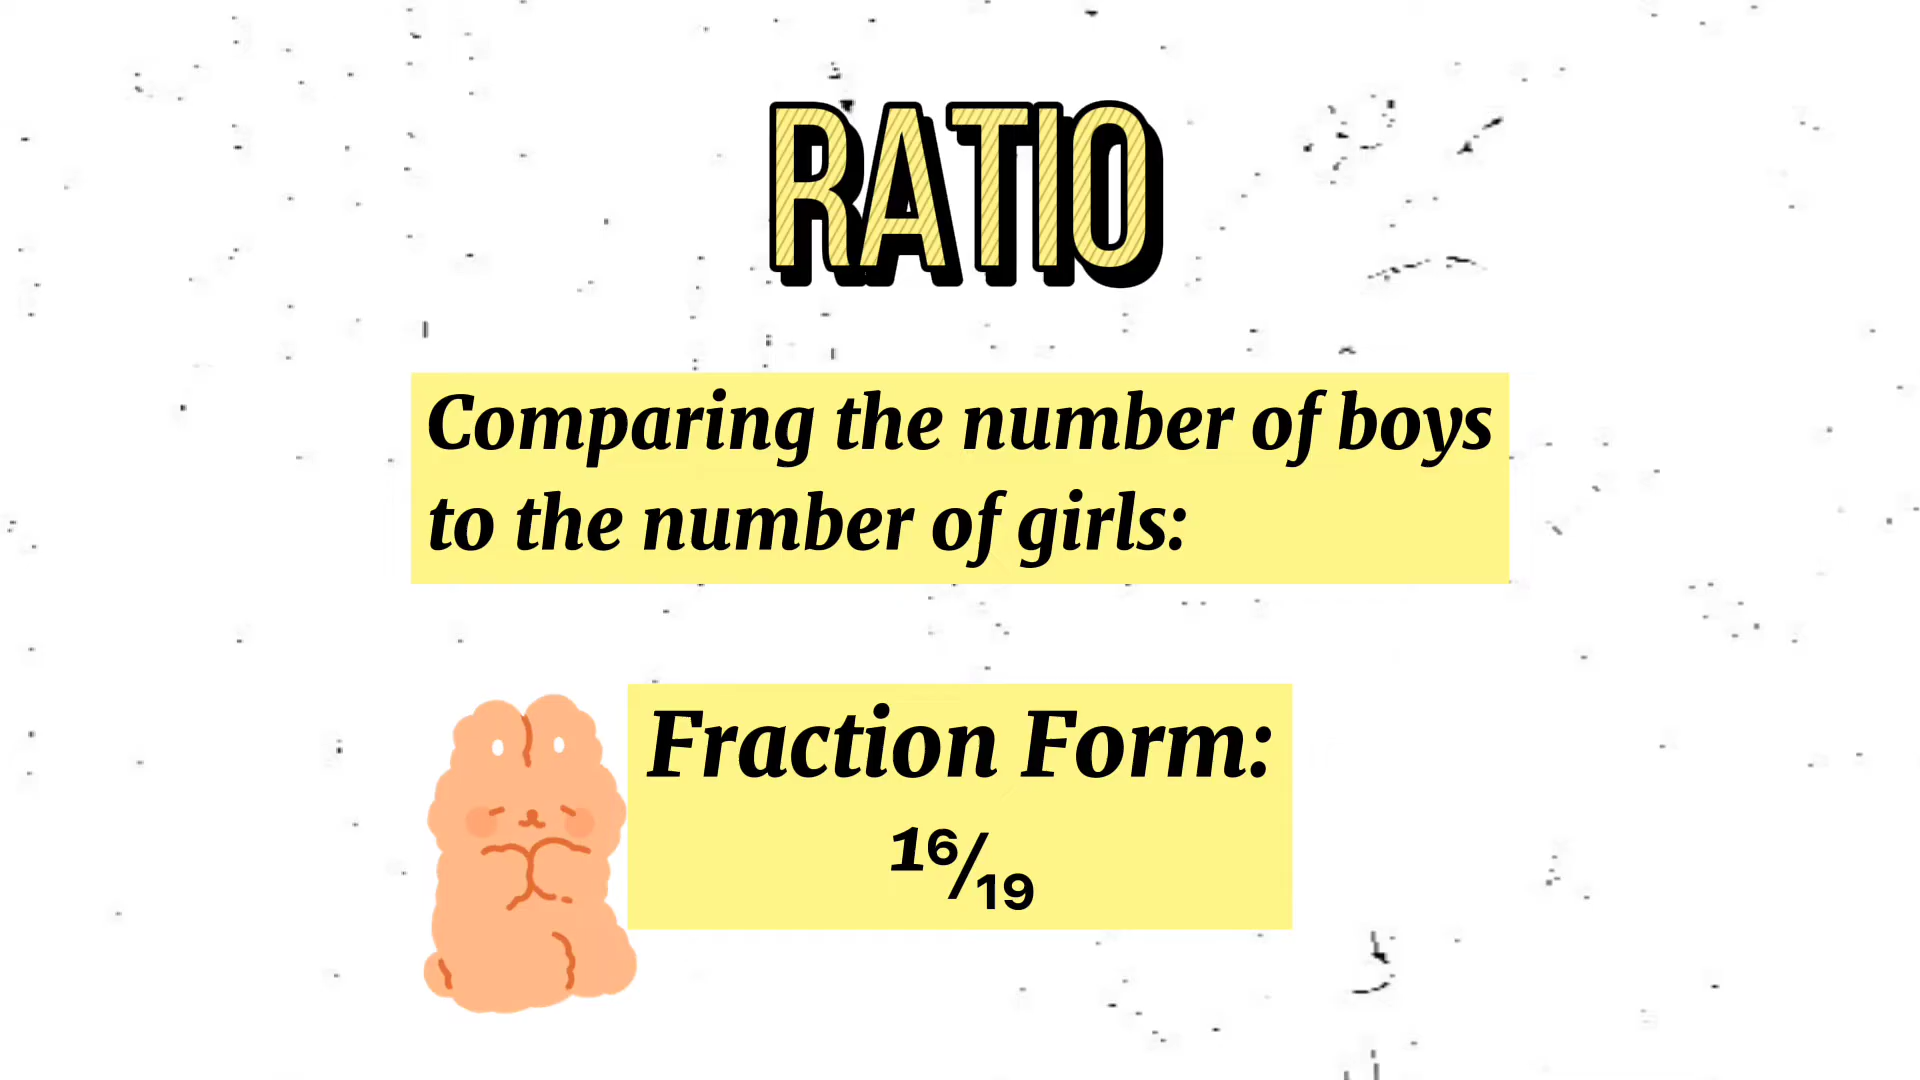 RATIO
Comparing the number of boys
to the number of girls:
Fraction Form:
¹⁶⁄₁₉